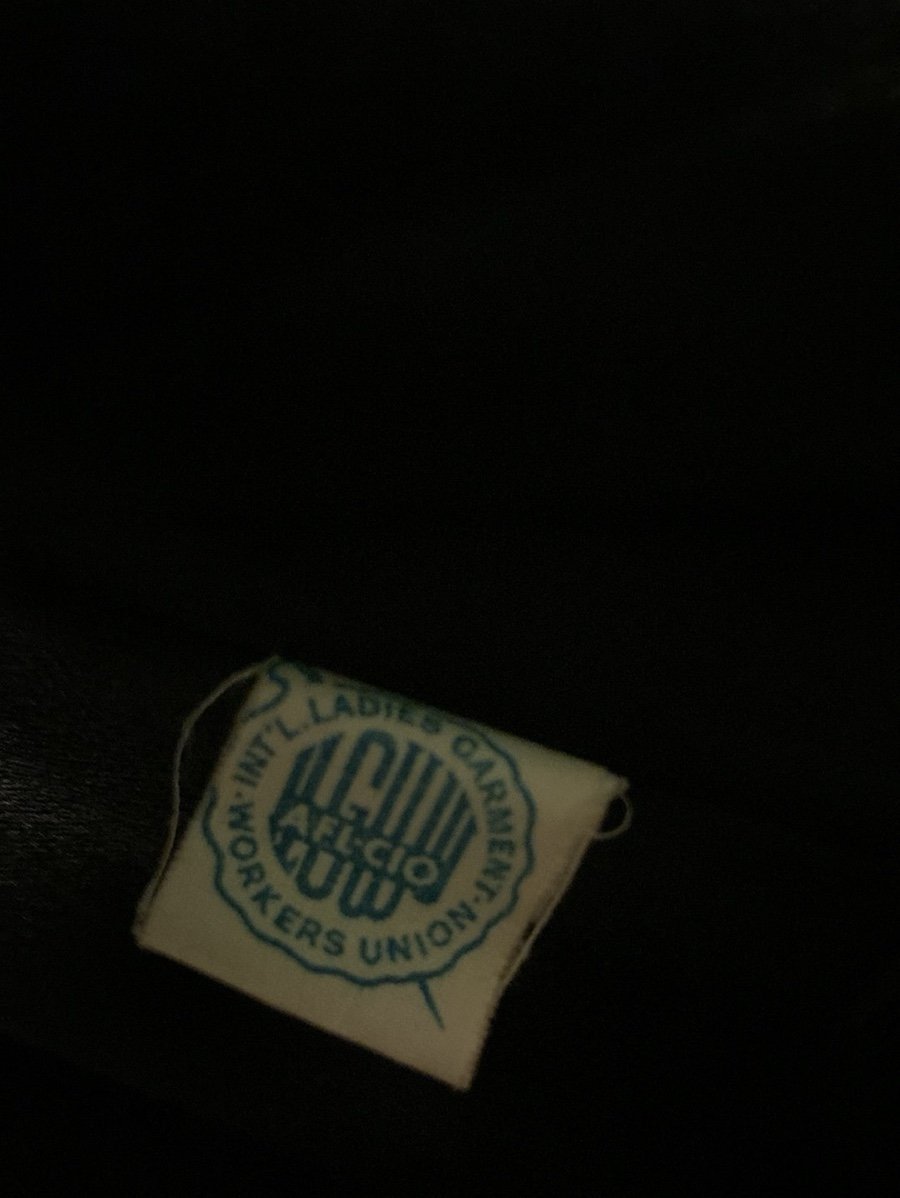 INT'L. LADIES GARMENT.
WORKERS UNION.
ILGWU
AFL-CIO